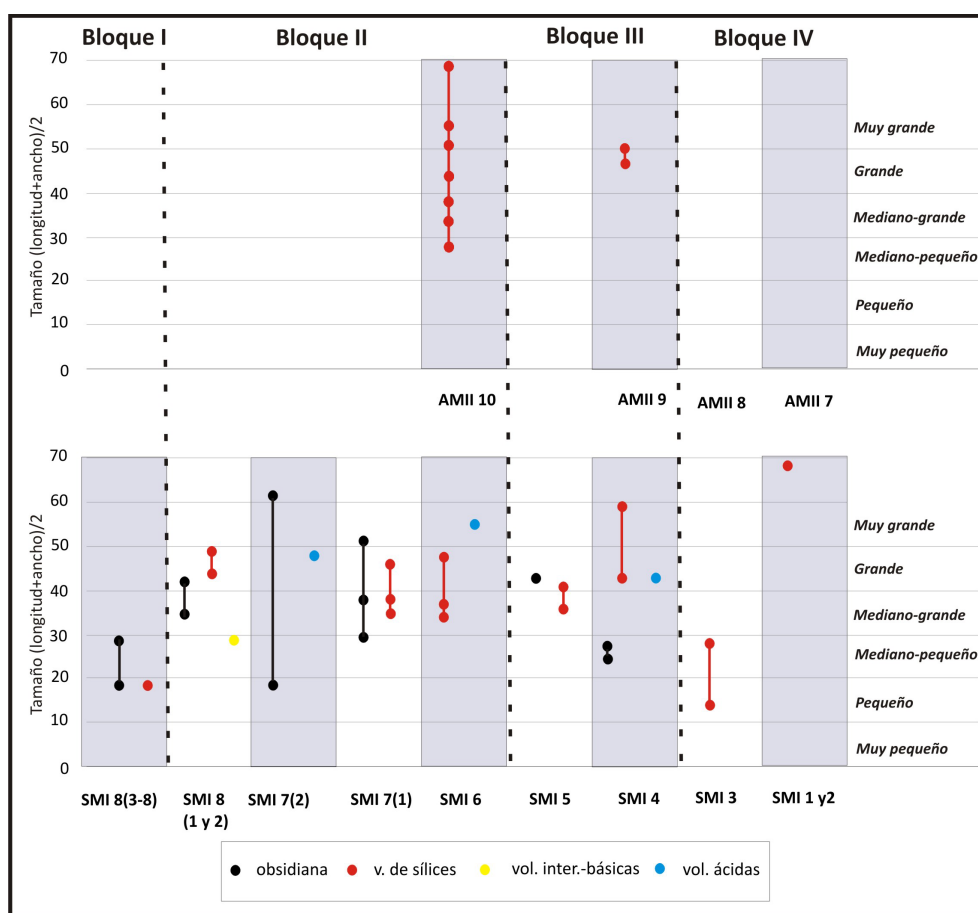 Bloque I Bloque II Bloque III Bloque IV
Tamaño (longitud+ancho)/2
70
60
50
40
30
20
10
0
Muy grande
Grande
Mediano-grande
Mediano-pequeño
Pequeño
Muy pequeño
AMII 10 AMII 9 AMII 8 AMII 7
Tamaño (longitud+ancho)/2
70
60
50
40
30
20
10
0
Muy grande
Grande
Mediano-grande
Mediano-pequeño
Pequeño
Muy pequeño
SMI 8(3-8) SMI 8 SMI 7(2) SMI 7(1) SMI 6 SMI 5 SMI 4 SMI 3 SMI 1 y2
(1 y 2)
obsidiana v. de sílices vol. inter.-básicas vol. ácidas